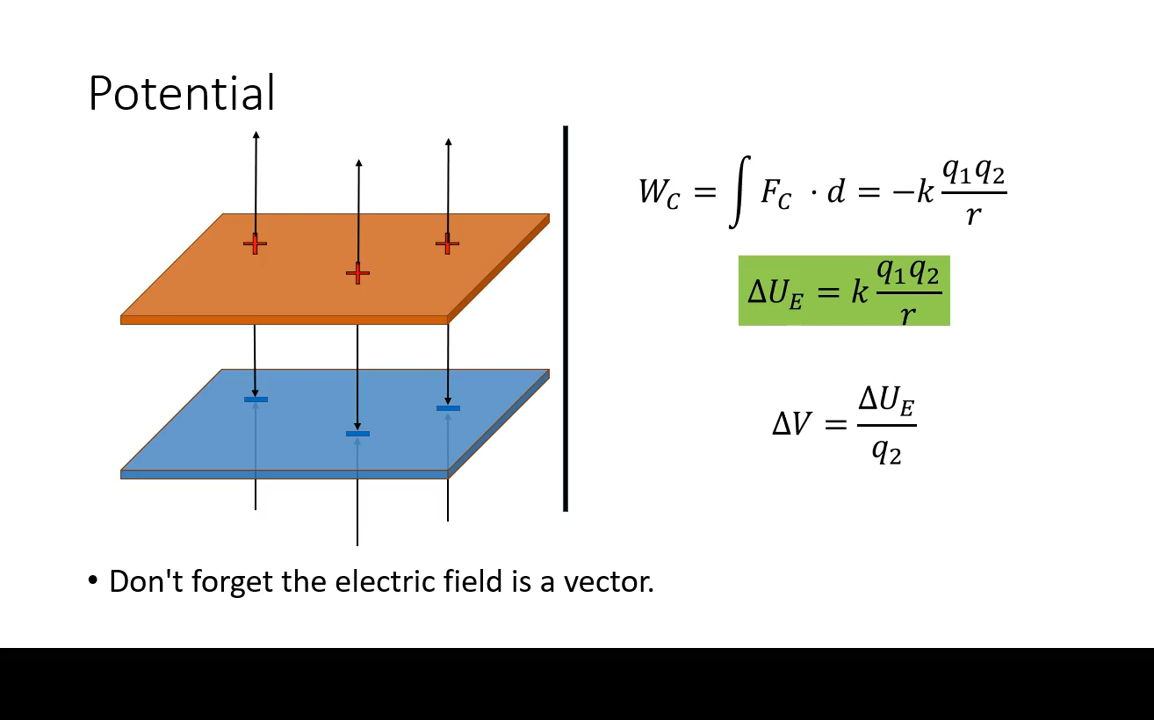 Potential
W_C = ∫ F_C · d = −k q₁q₂/r
ΔU_E = k q₁q₂/r
ΔV = ΔU_E/q₂
• Don't forget the electric field is a vector.